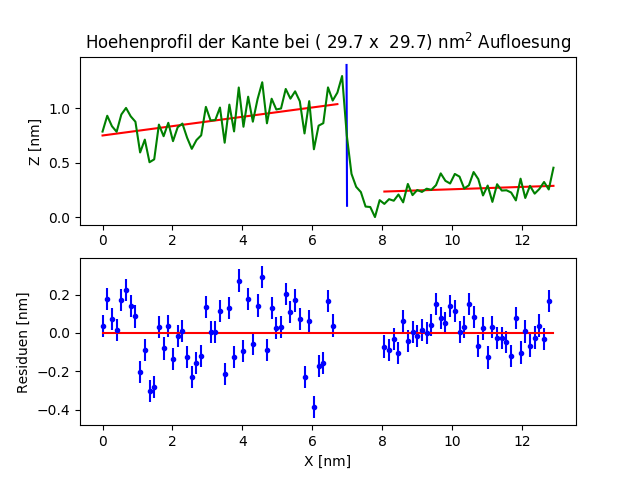 Hoehenprofil der Kante bei ( 29.7 x  29.7) nm² Aufloesung
Z [nm]
1.0
0.5
0.0
0 2 4 6 8 10 12
Residuen [nm]
0.2
0.0
−0.2
−0.4
0 2 4 6 8 10 12
X [nm]